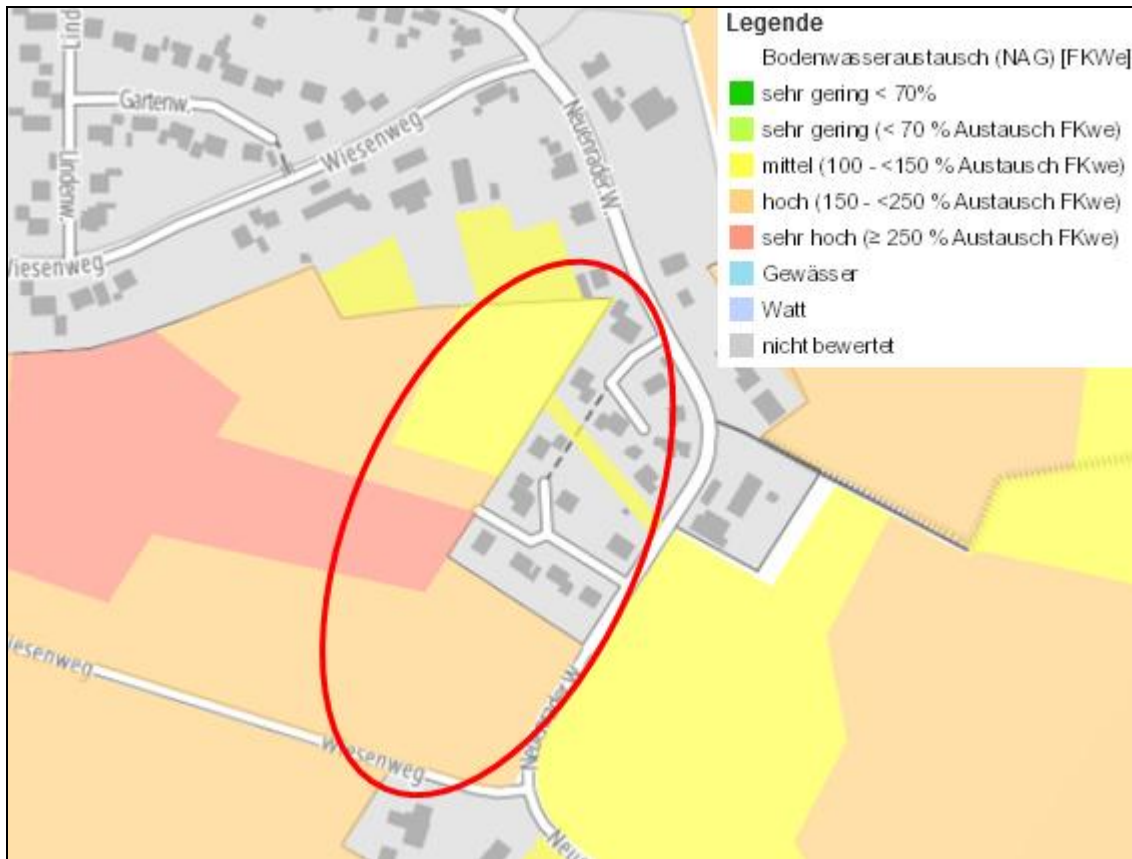 Legende
Bodenwasseraustausch (NAG) [FKWe]
sehr gering < 70%
sehr gering (< 70 % Austausch FKwe)
mittel (100 - <150 % Austausch FKwe)
hoch (150 - <250 % Austausch FKwe)
sehr hoch (≥ 250 % Austausch FKwe)
Gewässer
Watt
nicht bewertet
Lind
Gartenw.
Lindenw.
Wiesenweg
Neuenrader W.
Wiesenweg
Wiesenweg
Neuenrader W.
Wiesenweg
Neue